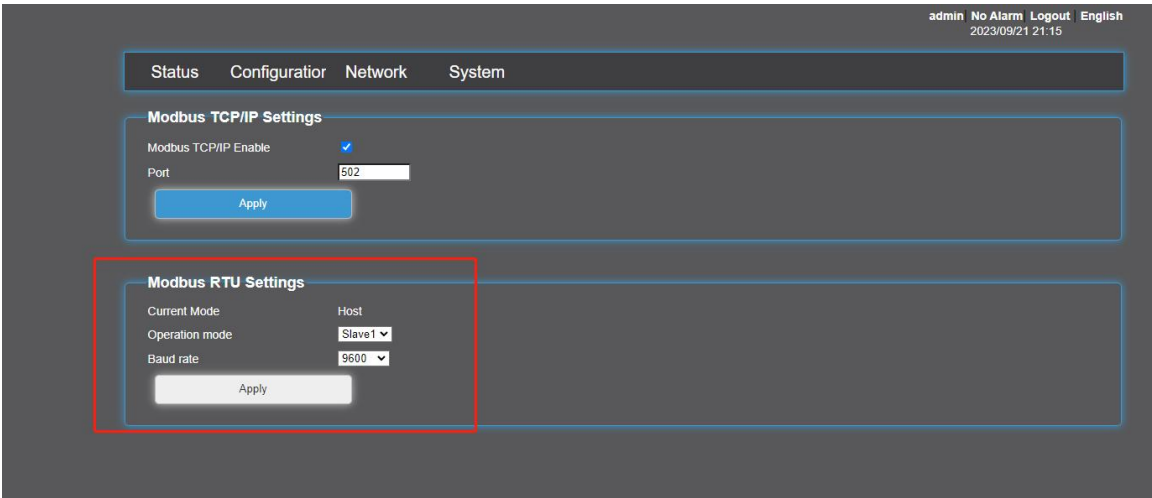 admin No Alarm Logout English
2023/09/21 21:15
Status Configuratior Network System
Modbus TCP/IP Settings
Modbus TCP/IP Enable
Port 502
Apply
Modbus RTU Settings
Current Mode Host
Operation mode Slave1
Baud rate 9600
Apply